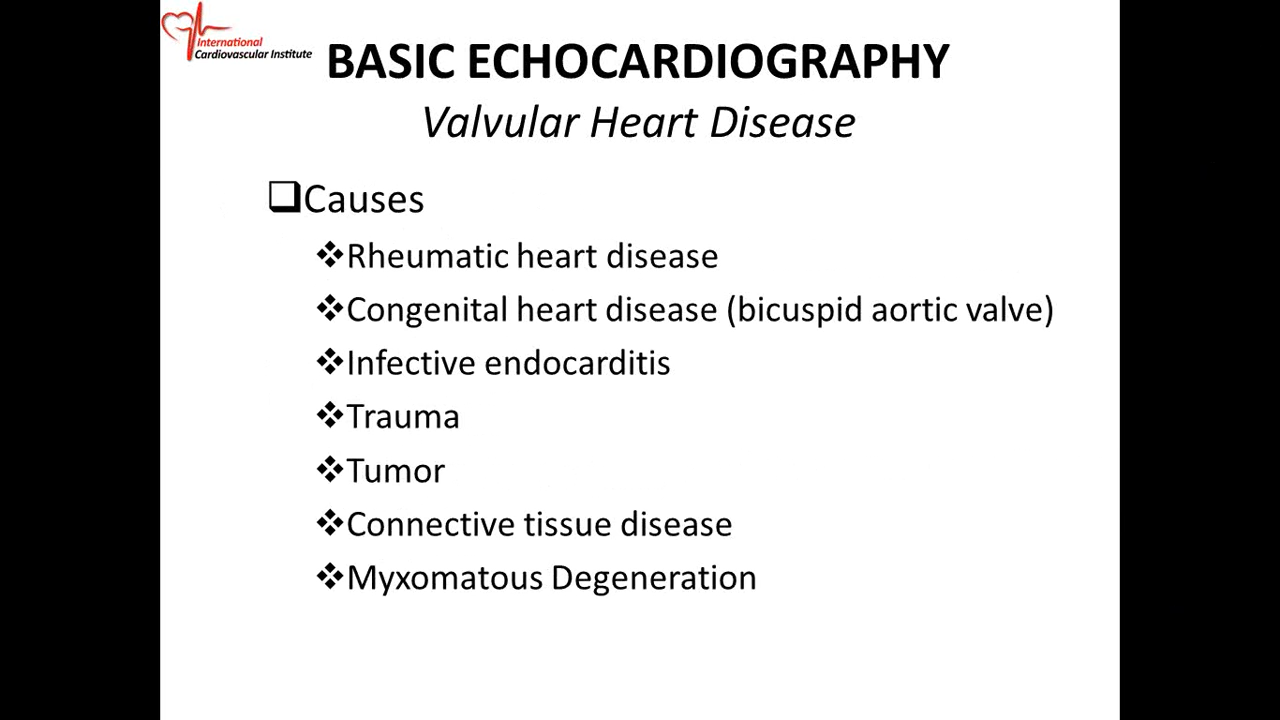 International
Cardiovascular Institute
BASIC ECHOCARDIOGRAPHY
Valvular Heart Disease
Causes
Rheumatic heart disease
Congenital heart disease (bicuspid aortic valve)
Infective endocarditis
Trauma
Tumor
Connective tissue disease
Myxomatous Degeneration